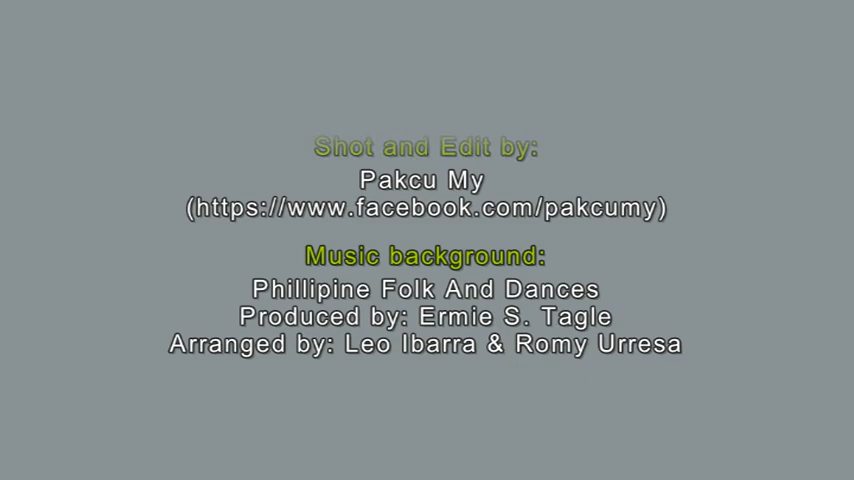 Shot and Edit by:
Pakcu My
(https://www.facebook.com/pakcumy)
Music background:
Phillipine Folk And Dances
Produced by: Ermie S. Tagle
Arranged by: Leo Ibarra & Romy Urresa